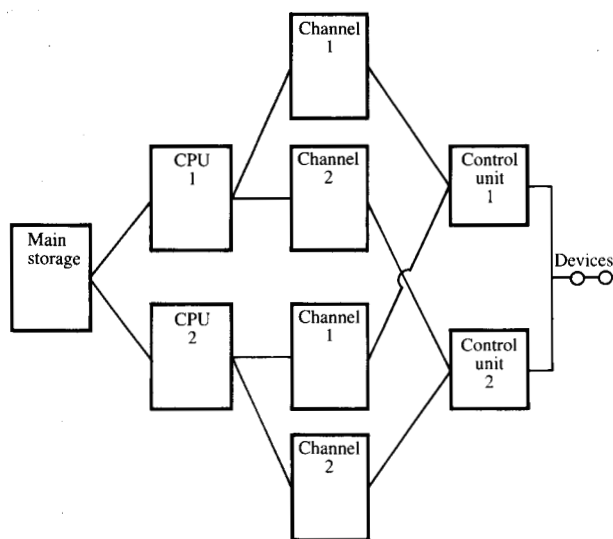 Channel
1
CPU
1
Channel
2
Control
unit
1
Main
storage
Devices
CPU
2
Channel
1
Control
unit
2
Channel
2